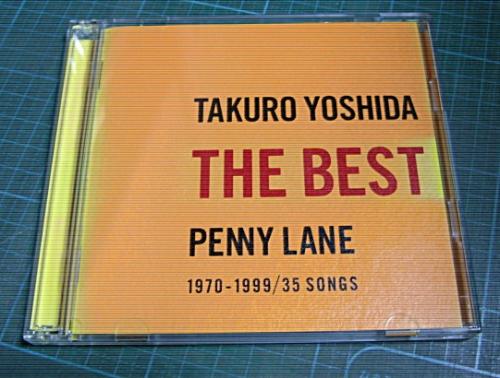 TAKURO YOSHIDA
THE BEST
PENNY LANE
1970-1999/35 SONGS